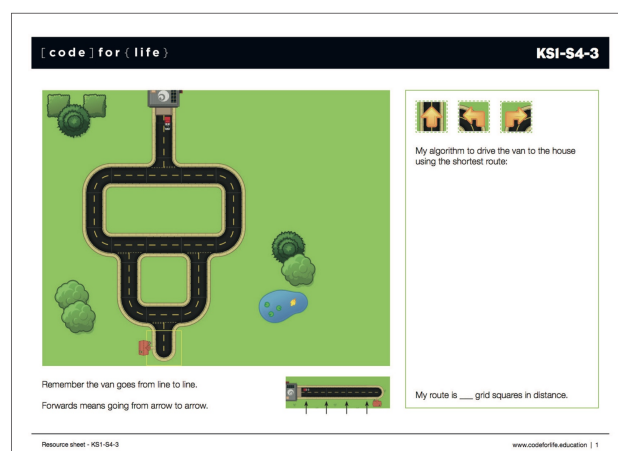 [code]for{life}
KS1-S4-3
My algorithm to drive the van to the house
using the shortest route:
My route is ___ grid squares in distance.
Remember the van goes from line to line.
Forwards means going from arrow to arrow.
Resource sheet - KS1-S4-3
www.codeforlife.education | 1